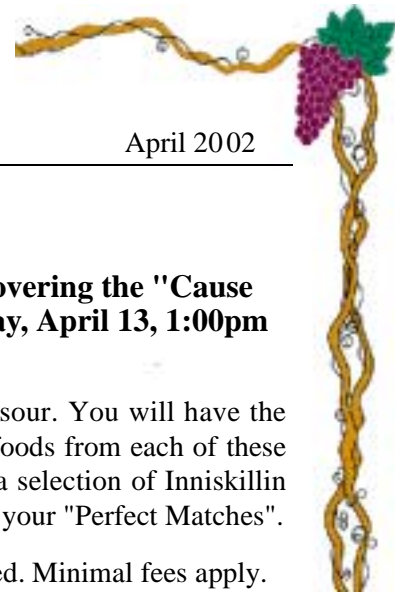 April 2002
overing the "Cause
ay, April 13, 1:00pm
sour. You will have the
foods from each of these
a selection of Inniskillin
your "Perfect Matches".
ed. Minimal fees apply.